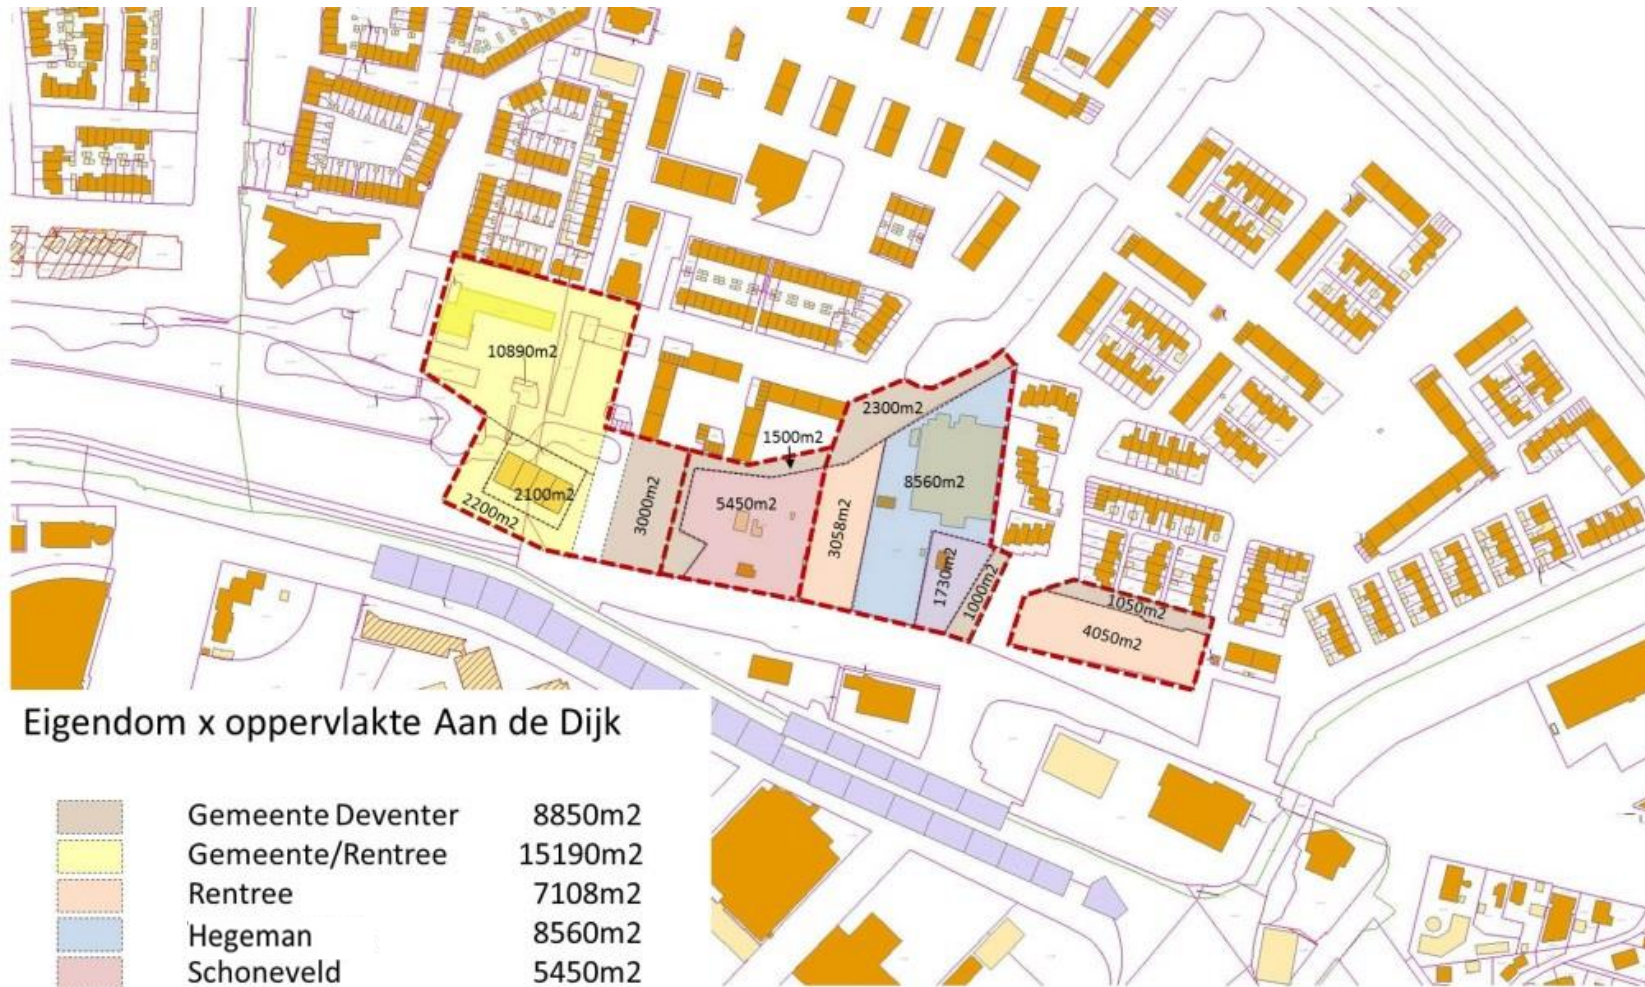 10890m2
2300m2
1500m2
8560m2
2100m2
2200m2
3000m2
5450m2
3058m2
1730m2
1000m2
1050m2
4050m2
Eigendom x oppervlakte Aan de Dijk
Gemeente Deventer 8850m2
Gemeente/Rentree 15190m2
Rentree 7108m2
Hegeman 8560m2
Schoneveld 5450m2